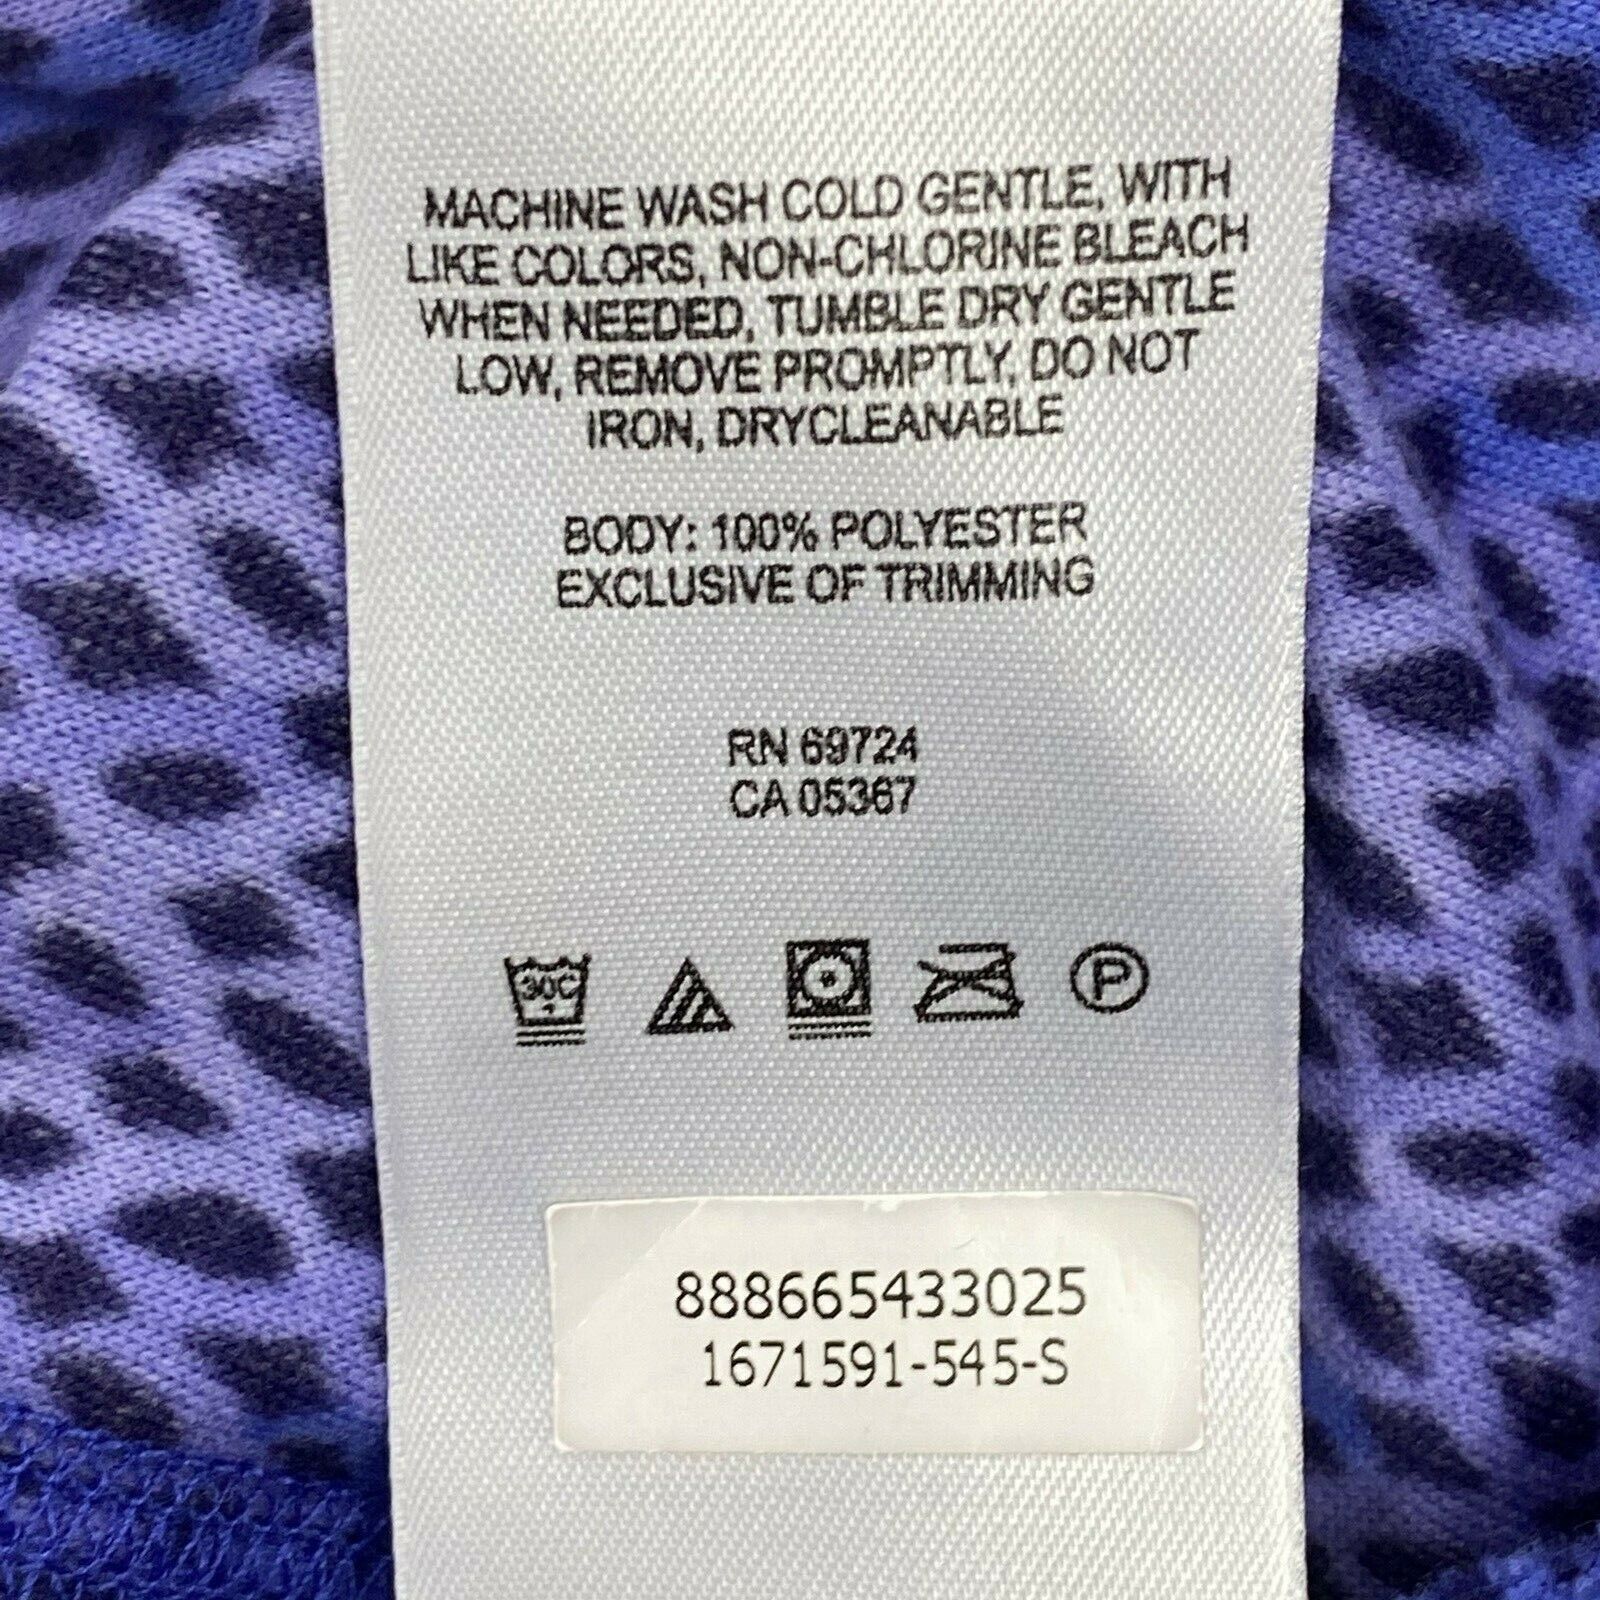 MACHINE WASH COLD GENTLE, WITH
LIKE COLORS, NON-CHLORINE BLEACH
WHEN NEEDED, TUMBLE DRY GENTLE
LOW, REMOVE PROMPTLY, DO NOT
IRON, DRYCLEANABLE
BODY: 100% POLYESTER
EXCLUSIVE OF TRIMMING
RN 69724
CA 05367
30C
P
888665433025
1671591-545-S